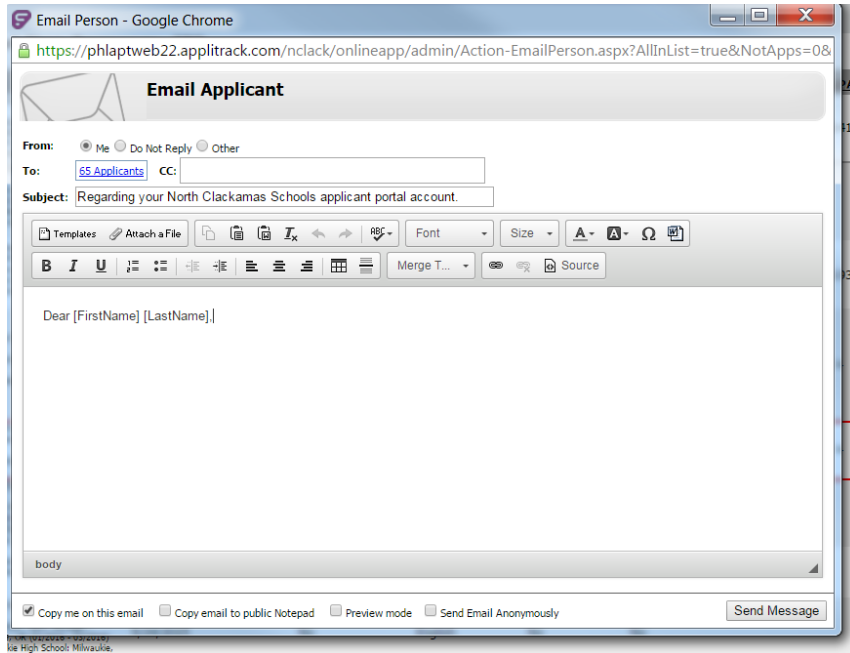 Email Person - Google Chrome
https://phlaptweb22.applitrack.com/nclack/onlineapp/admin/Action-EmailPerson.aspx?AllInList=true&NotApps=0&
Email Applicant
From: Me Do Not Reply Other
To: 65 Applicants CC:
Subject: Regarding your North Clackamas Schools applicant portal account.
Templates Attach a File ABC Font Size A A Ω W
B I U Merge T... Source
Dear [FirstName] [LastName],
body
Copy me on this email Copy email to public Notepad Preview mode Send Email Anonymously Send Message
kie High School: Milwaukie,